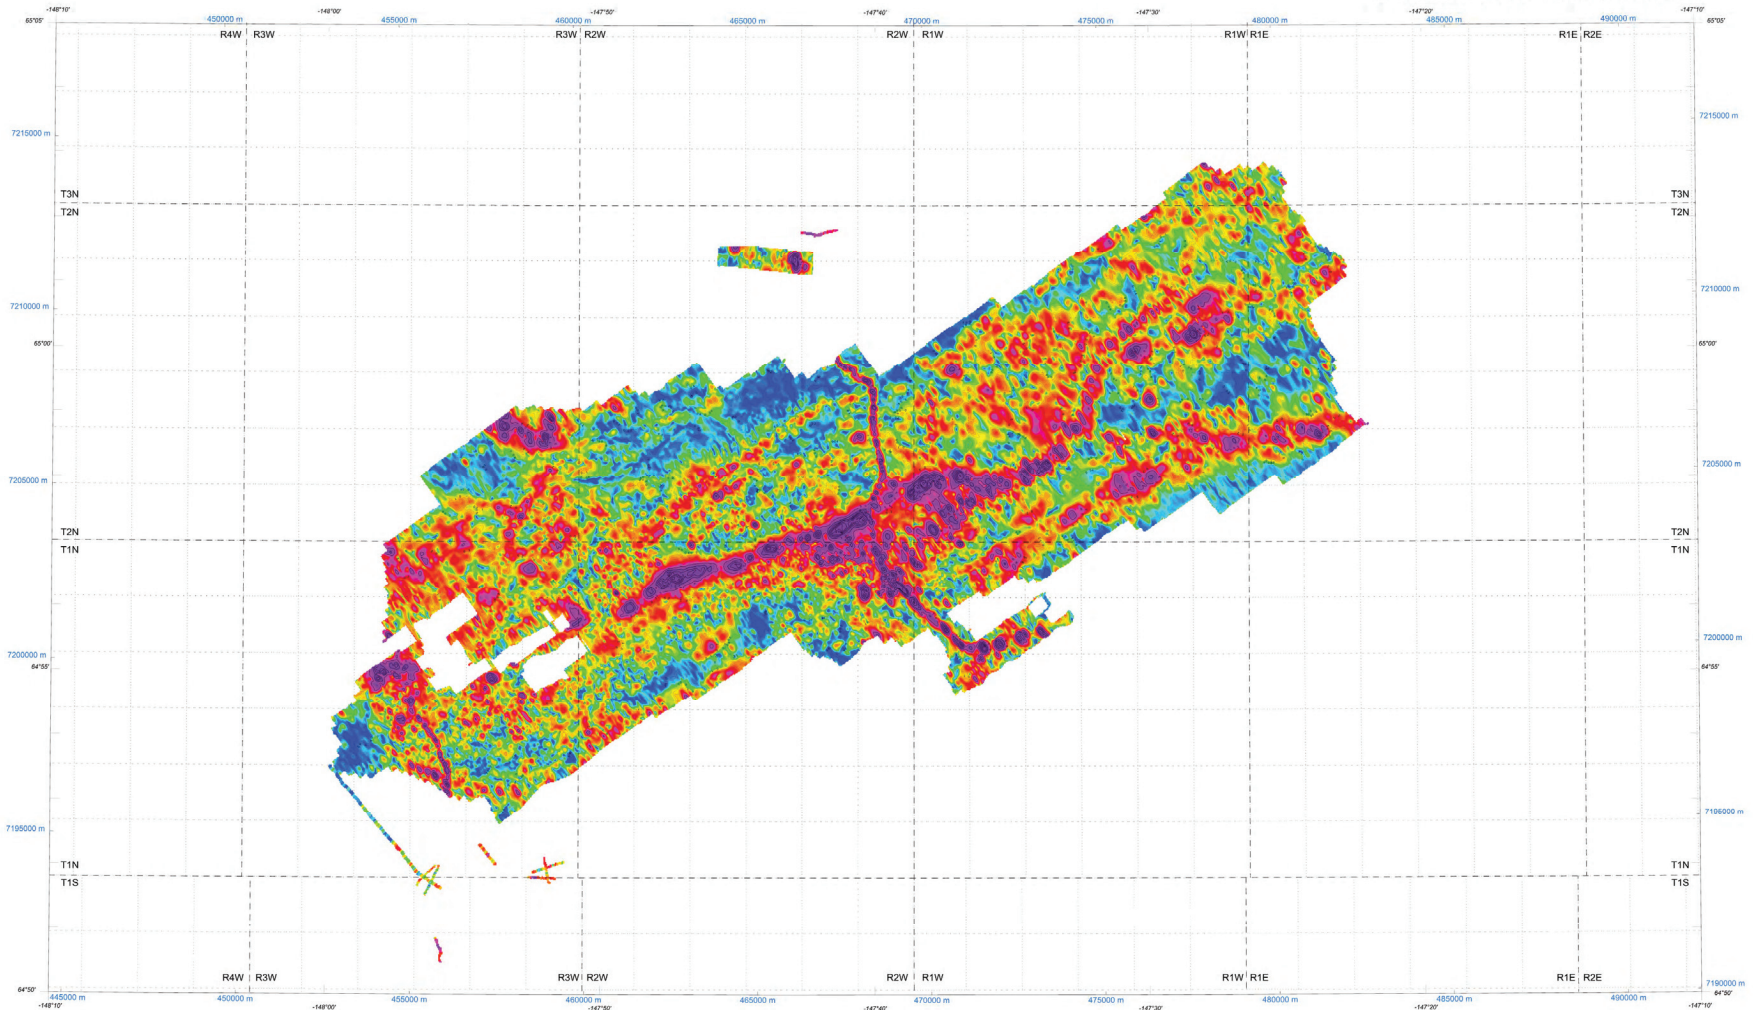 -148°10' -148°00' -147°50' -147°40' -147°30' -147°20' -147°10'
65°05' 450000 m 455000 m 460000 m 465000 m 470000 m 475000 m 480000 m 485000 m 490000 m 65°05'
R4W R3W R3W R2W R2W R1W R1W R1E R1E R2E
7215000 m 7215000 m
T3N T3N
T2N T2N
7210000 m 7210000 m
65°00' 65°00'
7205000 m 7205000 m
T2N T2N
T1N T1N
7200000 m 7200000 m
64°55' 64°55'
7195000 m 7195000 m
T1N T1N
T1S T1S
R4W R3W R3W R2W R2W R1W R1W R1E R1E R2E
64°50' 7190000 m 64°50'
445000 m 450000 m 455000 m 460000 m 465000 m 470000 m 475000 m 480000 m 485000 m 490000 m
-148°10' -148°00' -147°50' -147°40' -147°30' -147°20' -147°10'